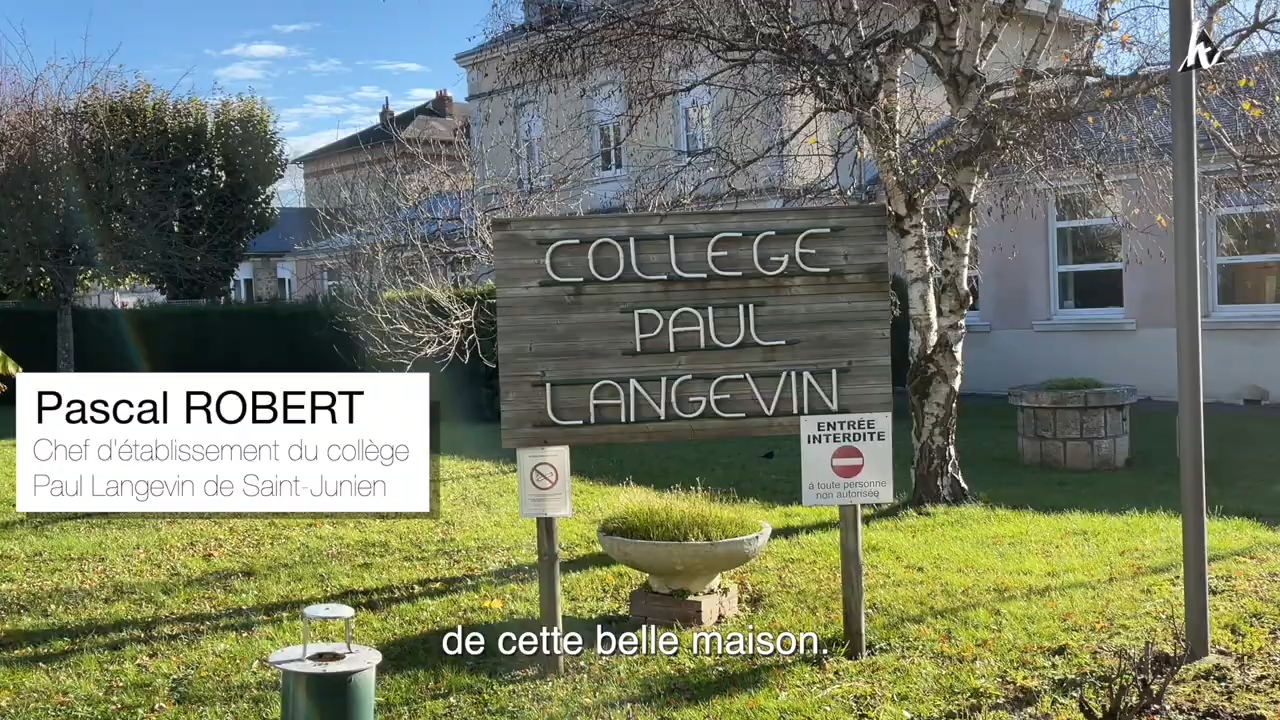 COLLEGE
PAUL
LANGEVIN
ENTRÉE
INTERDITE
à toute personne
non autorisée
Pascal ROBERT
Chef d'établissement du collège
Paul Langevin de Saint-Junien
de cette belle maison.